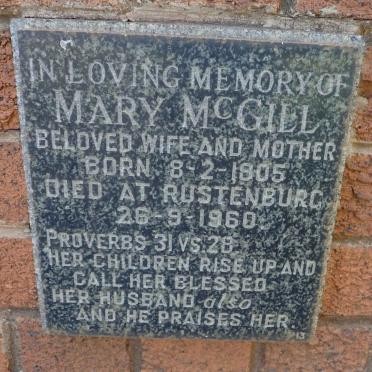 IN LOVING MEMORY OF
MARY McGILL
BELOVED WIFE AND MOTHER
BORN 8-2-1905
DIED AT RUSTENBURG
26-9-1960
PROVERBS 31 VS. 28
HER CHILDREN RISE UP AND
CALL HER BLESSED
HER HUSBAND also
AND HE PRAISES HER.
13